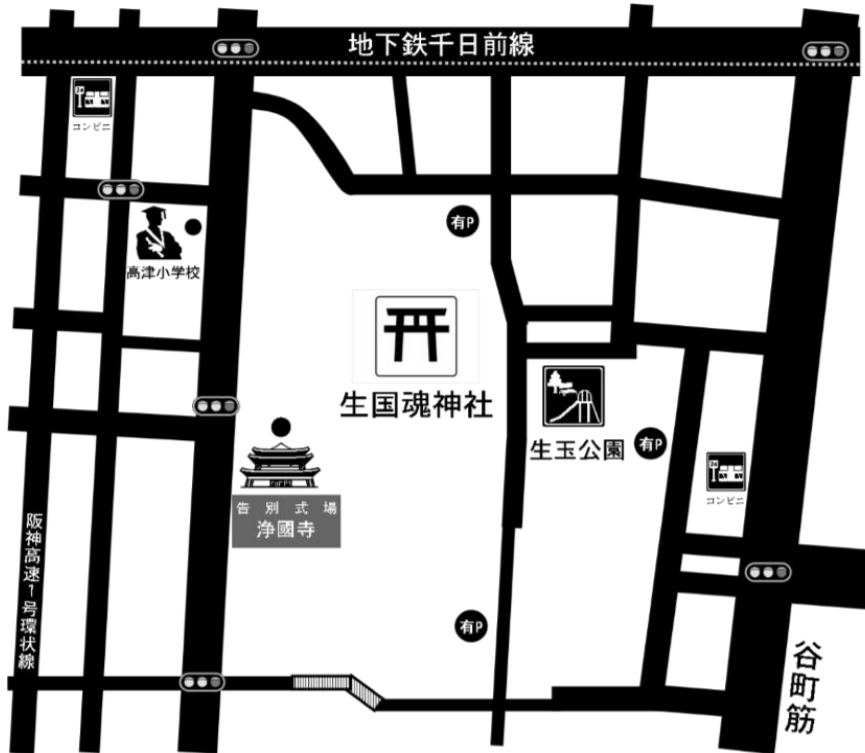 地下鉄千日前線
コンビニ
高津小学校
有P
生国魂神社
生玉公園
有P
24
コンビニ
告別式場
浄國寺
阪神高速1号環状線
有P
谷町筋